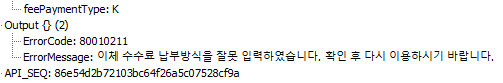 feePaymentType: K
Output {} (2)
ErrorCode: 80010211
ErrorMessage: 이체 수수료 납부방식을 잘못 입력하였습니다. 확인 후 다시 이용하시기 바랍니다.
API_SEQ: 86e54d2b72103bc64f26a5c07528cf9a